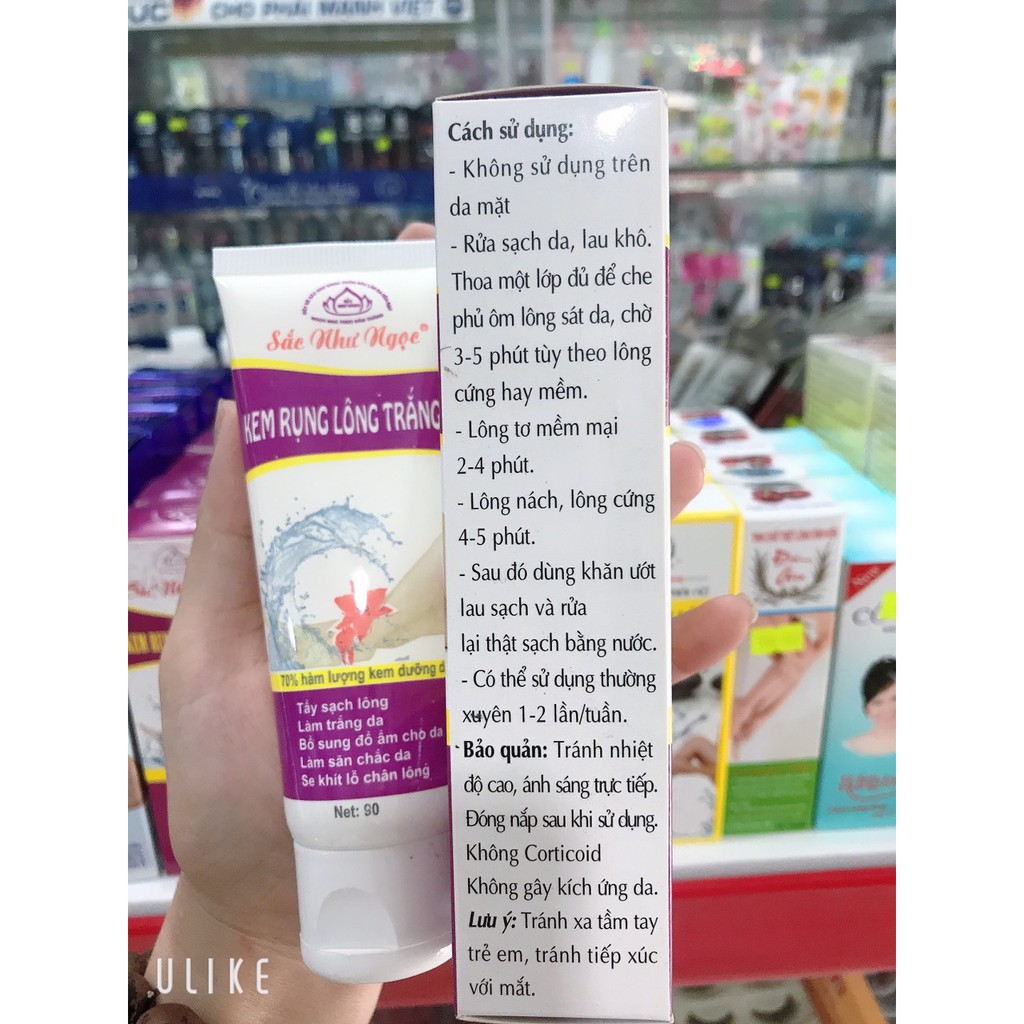 CHO PHÁI MẠNH VIỆT
Sắc Như Ngọc®
KEM RỤNG LÔNG TRẮNG
70% hàm lượng kem dưỡng
Tẩy sạch lông
Làm trắng da
Bổ sung độ ẩm cho da
Làm săn chắc da
Se khít lỗ chân lông
Net: 90
Cách sử dụng:
- Không sử dụng trên
da mặt
- Rửa sạch da, lau khô.
Thoa một lớp đủ để che
phủ ôm lông sát da, chờ
3-5 phút tùy theo lông
cứng hay mềm.
- Lông tơ mềm mại
2-4 phút.
- Lông nách, lông cứng
4-5 phút.
- Sau đó dùng khăn ướt
lau sạch và rửa
lại thật sạch bằng nước.
- Có thể sử dụng thường
xuyên 1-2 lần/tuần.
Bảo quản: Tránh nhiệt
độ cao, ánh sáng trực tiếp.
Đóng nắp sau khi sử dụng.
Không Corticoid
Không gây kích ứng da.
Lưu ý: Tránh xa tầm tay
trẻ em, tránh tiếp xúc
với mắt.
ULIKE